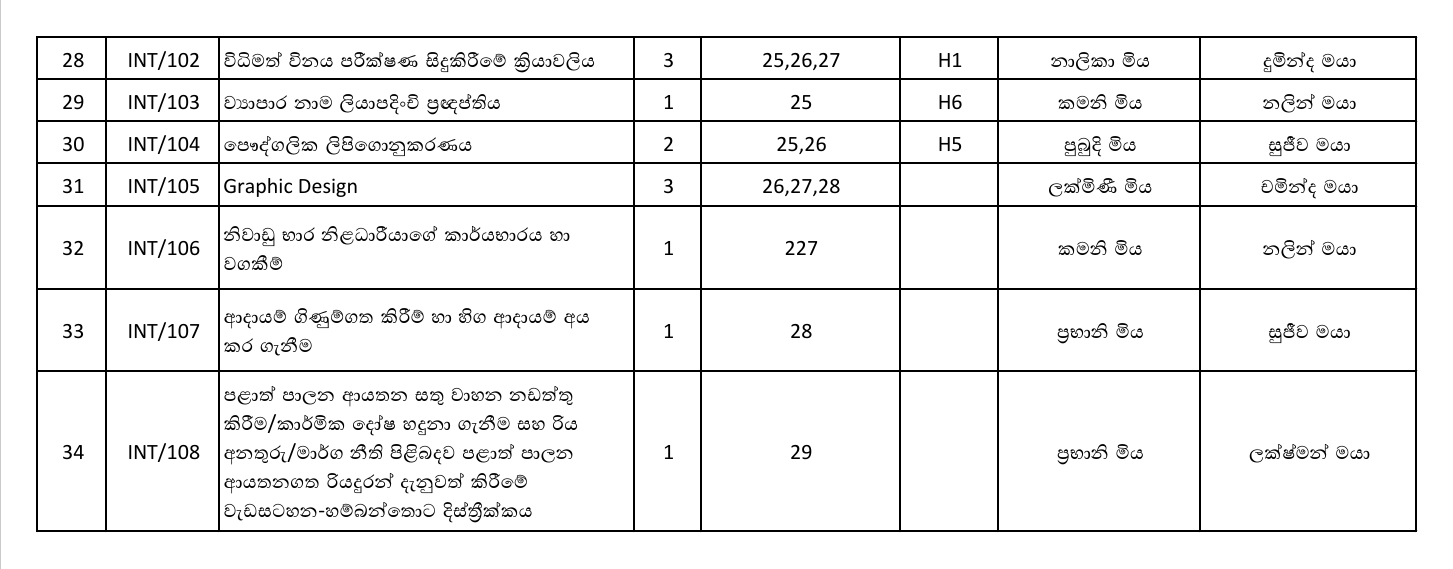 28 INT/102 විධිමත් විනය පරීක්ෂණ සිදුකිරීමේ ක්‍රියාවලිය 3 25,26,27 H1 නාලිකා මිය දුමින්ද මයා
29 INT/103 ව්‍යාපාර නාම ලියාපදිංචි ප්‍රඥප්තිය 1 25 H6 කමනි මිය නලින් මයා
30 INT/104 පෞද්ගලික ලිපිගොනුකරණය 2 25,26 H5 පුබුදි මිය සුජීව මයා
31 INT/105 Graphic Design 3 26,27,28 ලක්මිණී මිය චමින්ද මයා
32 INT/106 නිවාඩු භාර නිළධාරීයාගේ කාර්යභාරය හා
වගකීම් 1 227 කමනි මිය නලින් මයා
33 INT/107 ආදායම් ගිණුම්ගත කිරීම් හා හිග ආදායම් අය
කර ගැනීම 1 28 ප්‍රභානි මිය සුජීව මයා
34 INT/108 පළාත් පාලන ආයතන සතු වාහන නඩත්තු
කිරීම/කාර්මික දෝෂ හදුනා ගැනීම සහ රිය
අනතුරු/මාර්ග නීති පිළිබදව පළාත් පාලන
ආයතනගත රියදුරන් දැනුවත් කිරීමේ
වැඩසටහන-හම්බන්තොට දිස්ත්‍රීක්කය 1 29 ප්‍රභානි මිය ලක්ෂ්මන් මයා